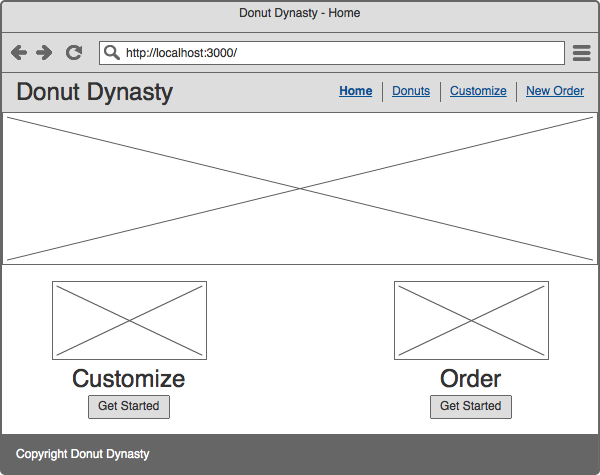 Donut Dynasty - Home
http://localhost:3000/
Donut Dynasty
Home Donuts Customize New Order
Customize Order
Get Started Get Started
Copyright Donut Dynasty